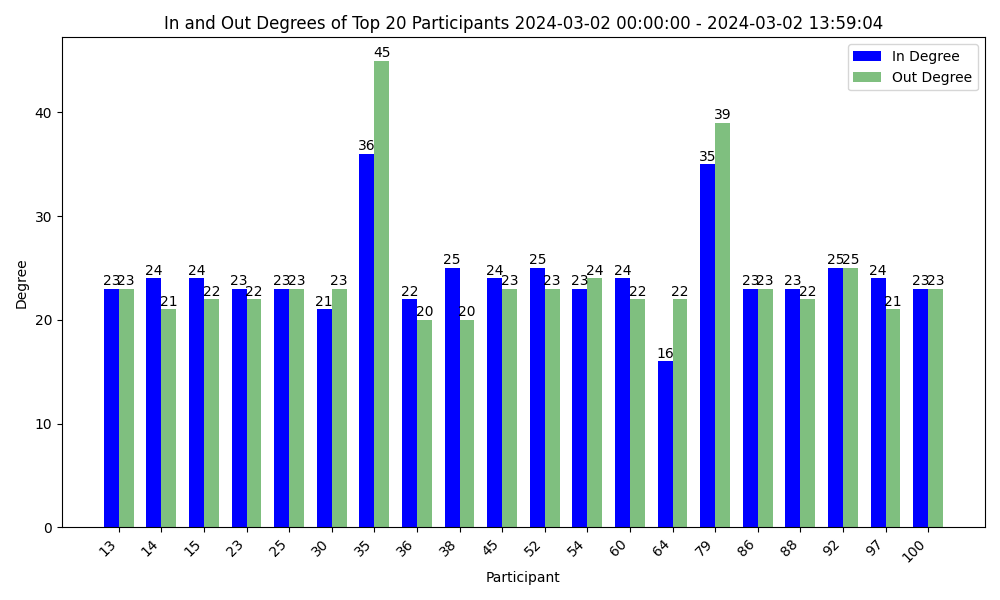 In and Out Degrees of Top 20 Participants 2024-03-02 00:00:00 - 2024-03-02 13:59:04
In Degree
Out Degree
Degree
40
30
20
10
0
23 23 24 21 24 22 23 22 23 23 21 23 36 45 22 20 25 20 24 23 25 23 23 24 24 22 16 22 35 39 23 23 23 22 25 25 24 21 23 23
13 14 15 23 25 30 35 36 38 45 52 54 60 64 79 86 88 92 97 100
Participant